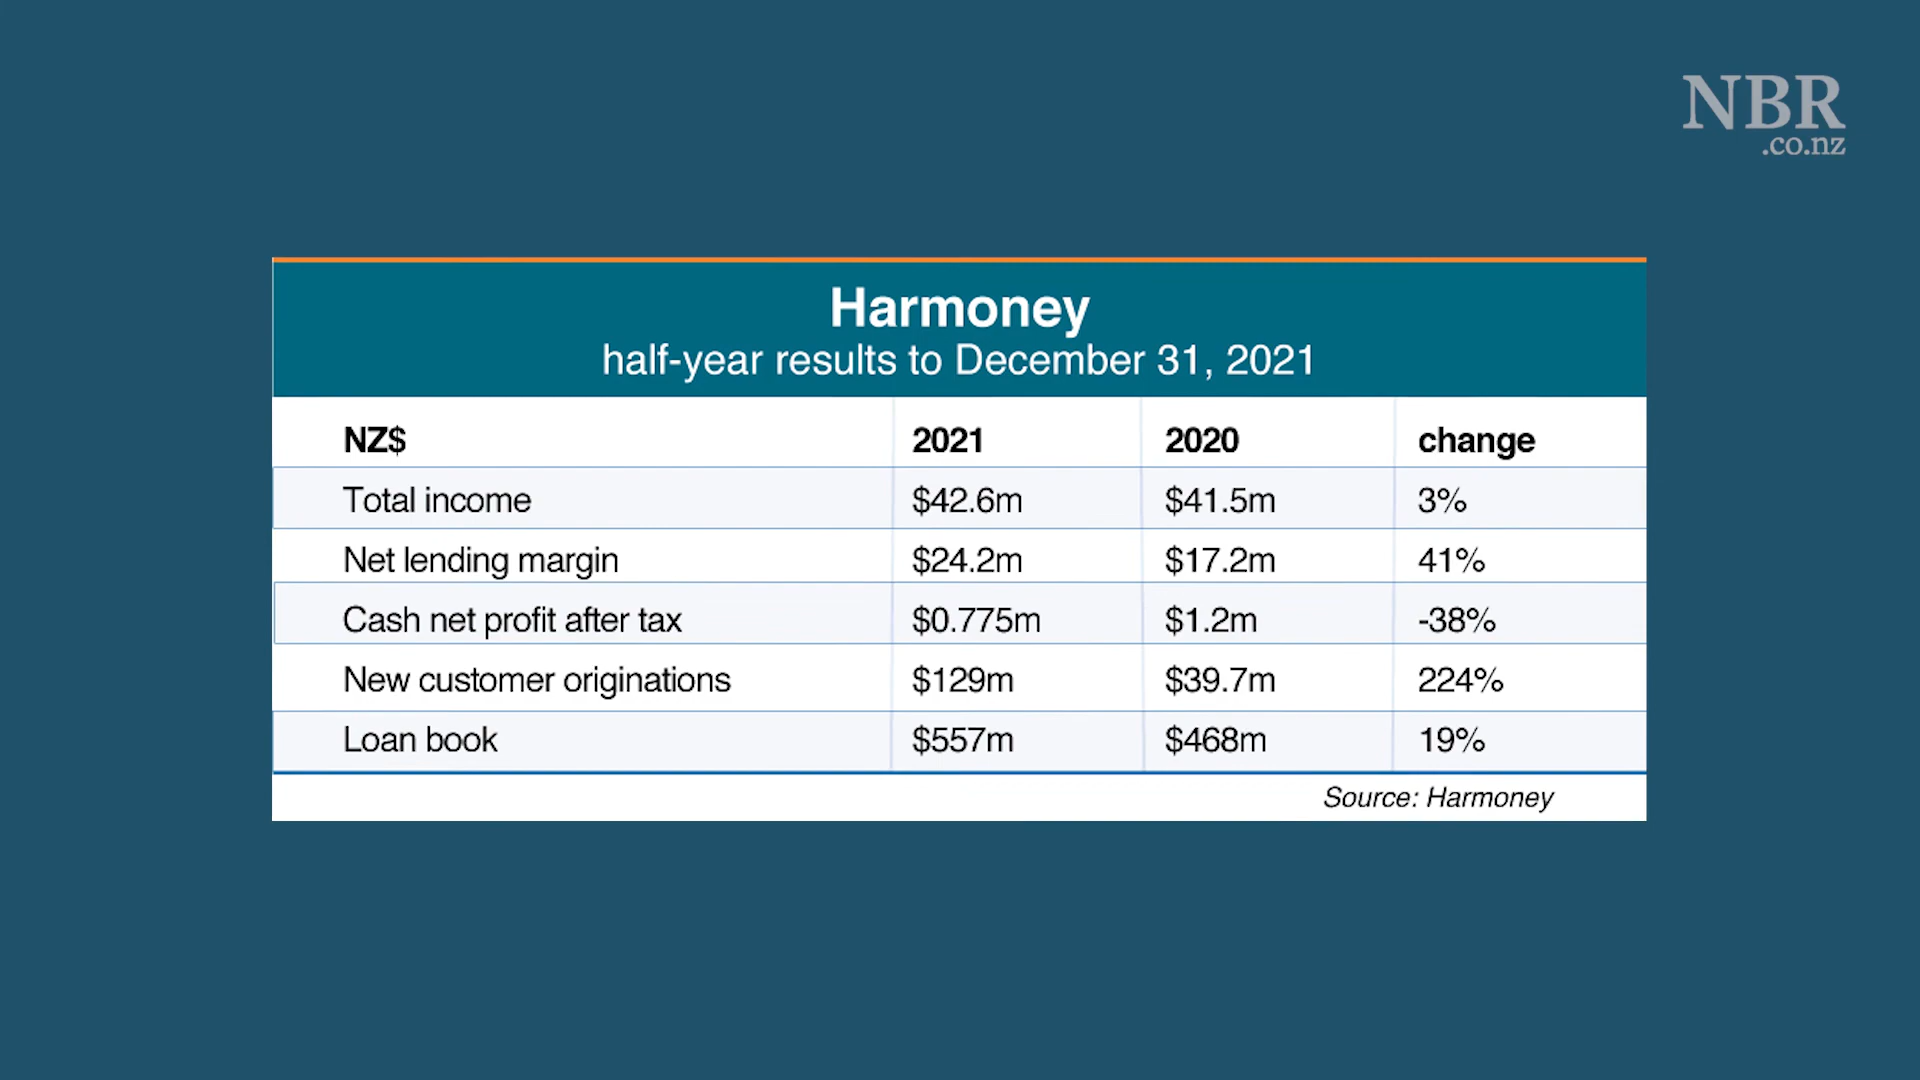 NBR
.co.nz
Harmoney
half-year results to December 31, 2021
NZ$ 2021 2020 change
Total income $42.6m $41.5m 3%
Net lending margin $24.2m $17.2m 41%
Cash net profit after tax $0.775m $1.2m -38%
New customer originations $129m $39.7m 224%
Loan book $557m $468m 19%
Source: Harmoney